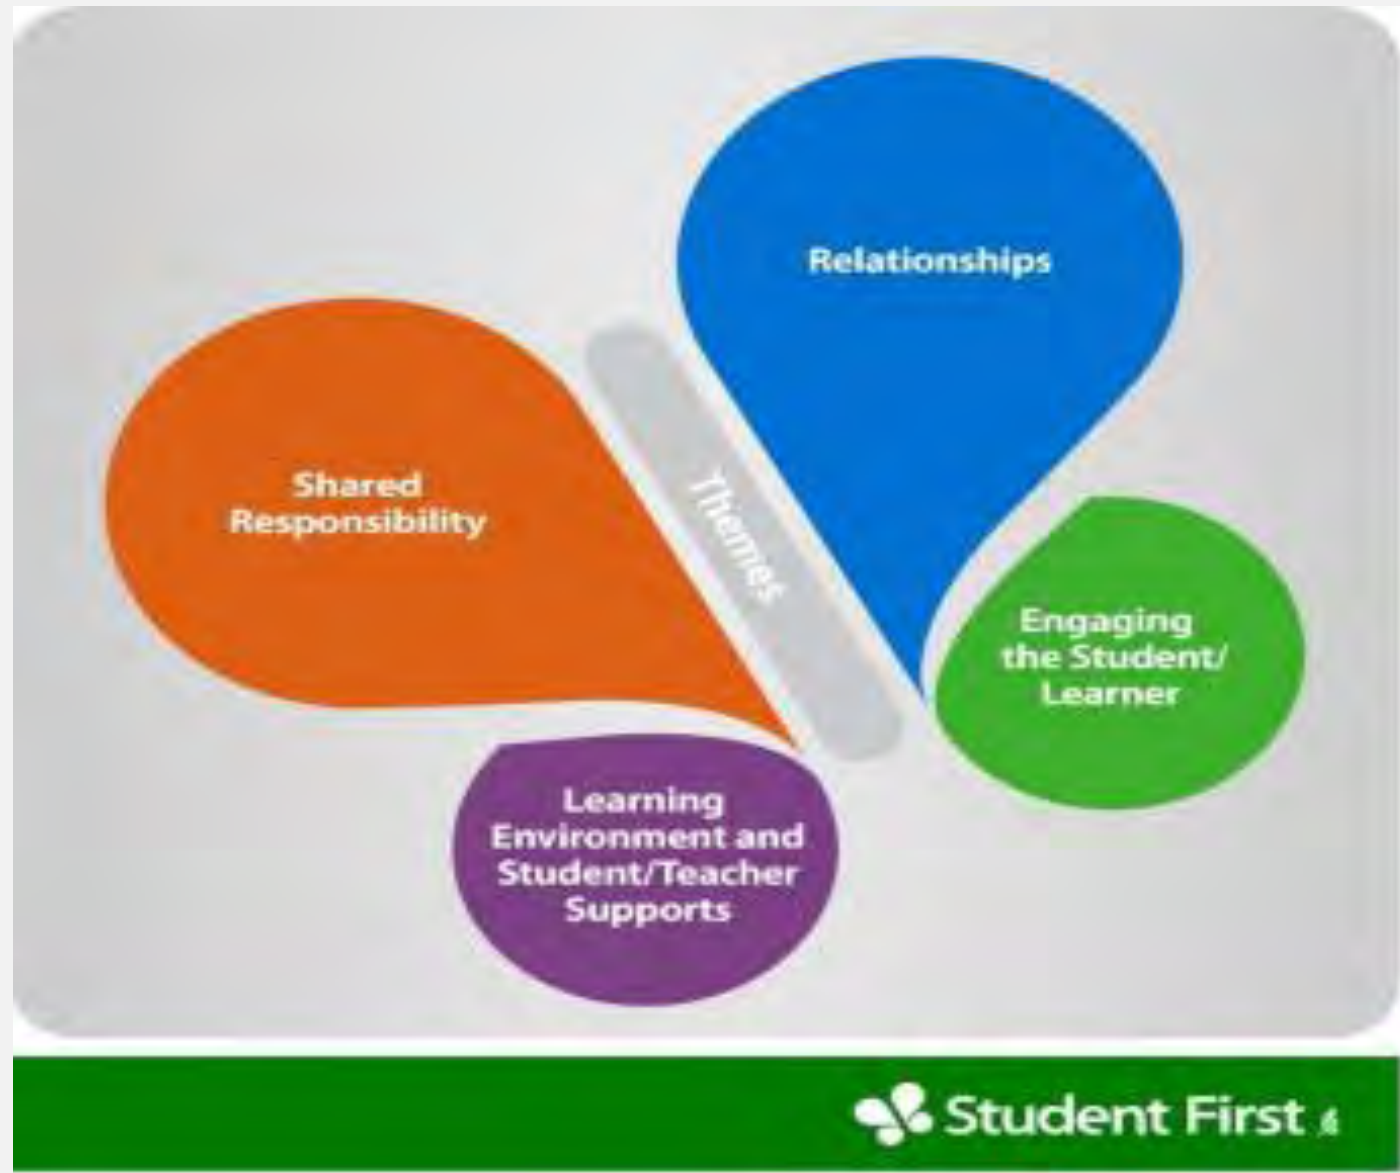 Relationships
Shared
Responsibility
Themes
Engaging
the Student/
Learner
Learning
Environment and
Student/Teacher
Supports
Student First